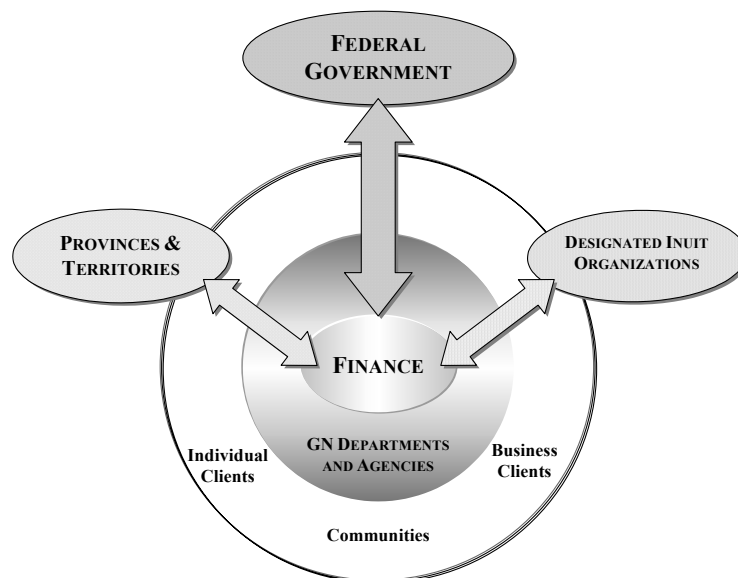 FEDERAL
GOVERNMENT
PROVINCES &
TERRITORIES
DESIGNATED INUIT
ORGANIZATIONS
FINANCE
GN DEPARTMENTS
AND AGENCIES
Individual
Clients
Business
Clients
Communities